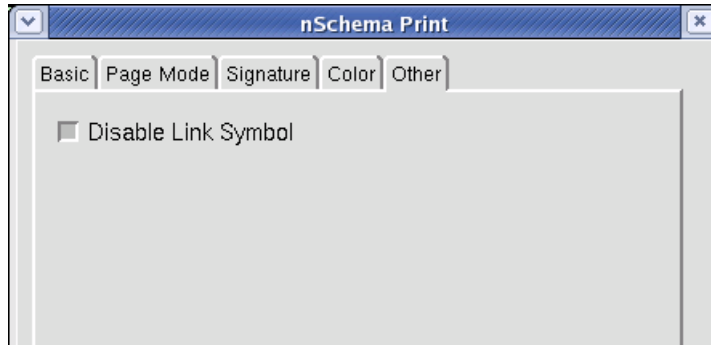 nSchema Print
Basic Page Mode Signature Color Other
Disable Link Symbol